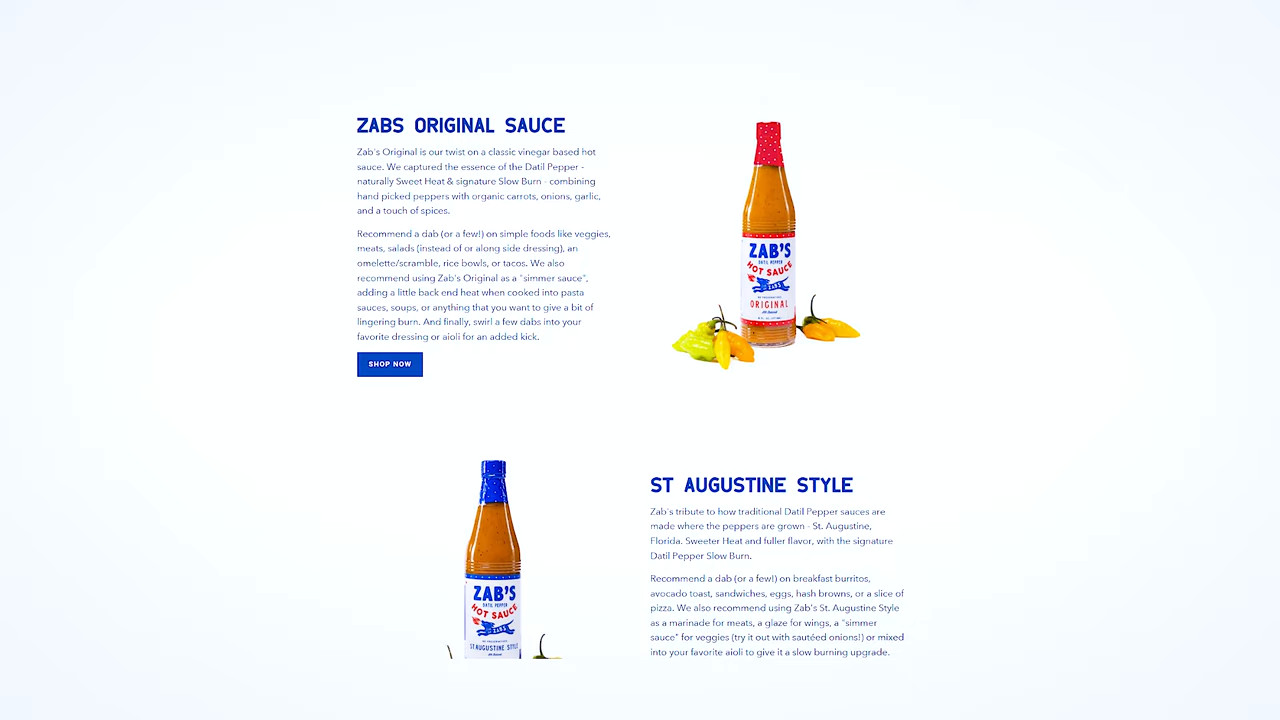 ZABS ORIGINAL SAUCE
Zab's Original is our twist on a classic vinegar based hot
sauce. We captured the essence of the Datil Pepper -
naturally Sweet Heat & signature Slow Burn - combining
hand picked peppers with organic carrots, onions, garlic,
and a touch of spices.
Recommend a dab (or a few!) on simple foods like veggies,
meats, salads (instead of or along side dressing), an
omelette/scramble, rice bowls, or tacos. We also
recommend using Zab's Original as a "simmer sauce",
adding a little back end heat when cooked into pasta
sauces, soups, or anything that you want to give a bit of
lingering burn. And finally, swirl a few dabs into your
favorite dressing or aioli for an added kick.
SHOP NOW
ZAB'S
DATIL PEPPER
HOT SAUCE
ZABS
ORIGINAL
ZAB'S
DATIL PEPPER
HOT SAUCE
ZABS
ST AUGUSTINE STYLE
ST AUGUSTINE STYLE
Zab's tribute to how traditional Datil Pepper sauces are
made where the peppers are grown - St. Augustine,
Florida. Sweeter Heat and fuller flavor, with the signature
Datil Pepper Slow Burn.
Recommend a dab (or a few!) on breakfast burritos,
avocado toast, sandwiches, eggs, hash browns, or a slice of
pizza. We also recommend using Zab's St. Augustine Style
as a marinade for meats, a glaze for wings, a "simmer
sauce" for veggies (try it out with sautéed onions!) or mixed
into your favorite aioli to give it a slow burning upgrade.